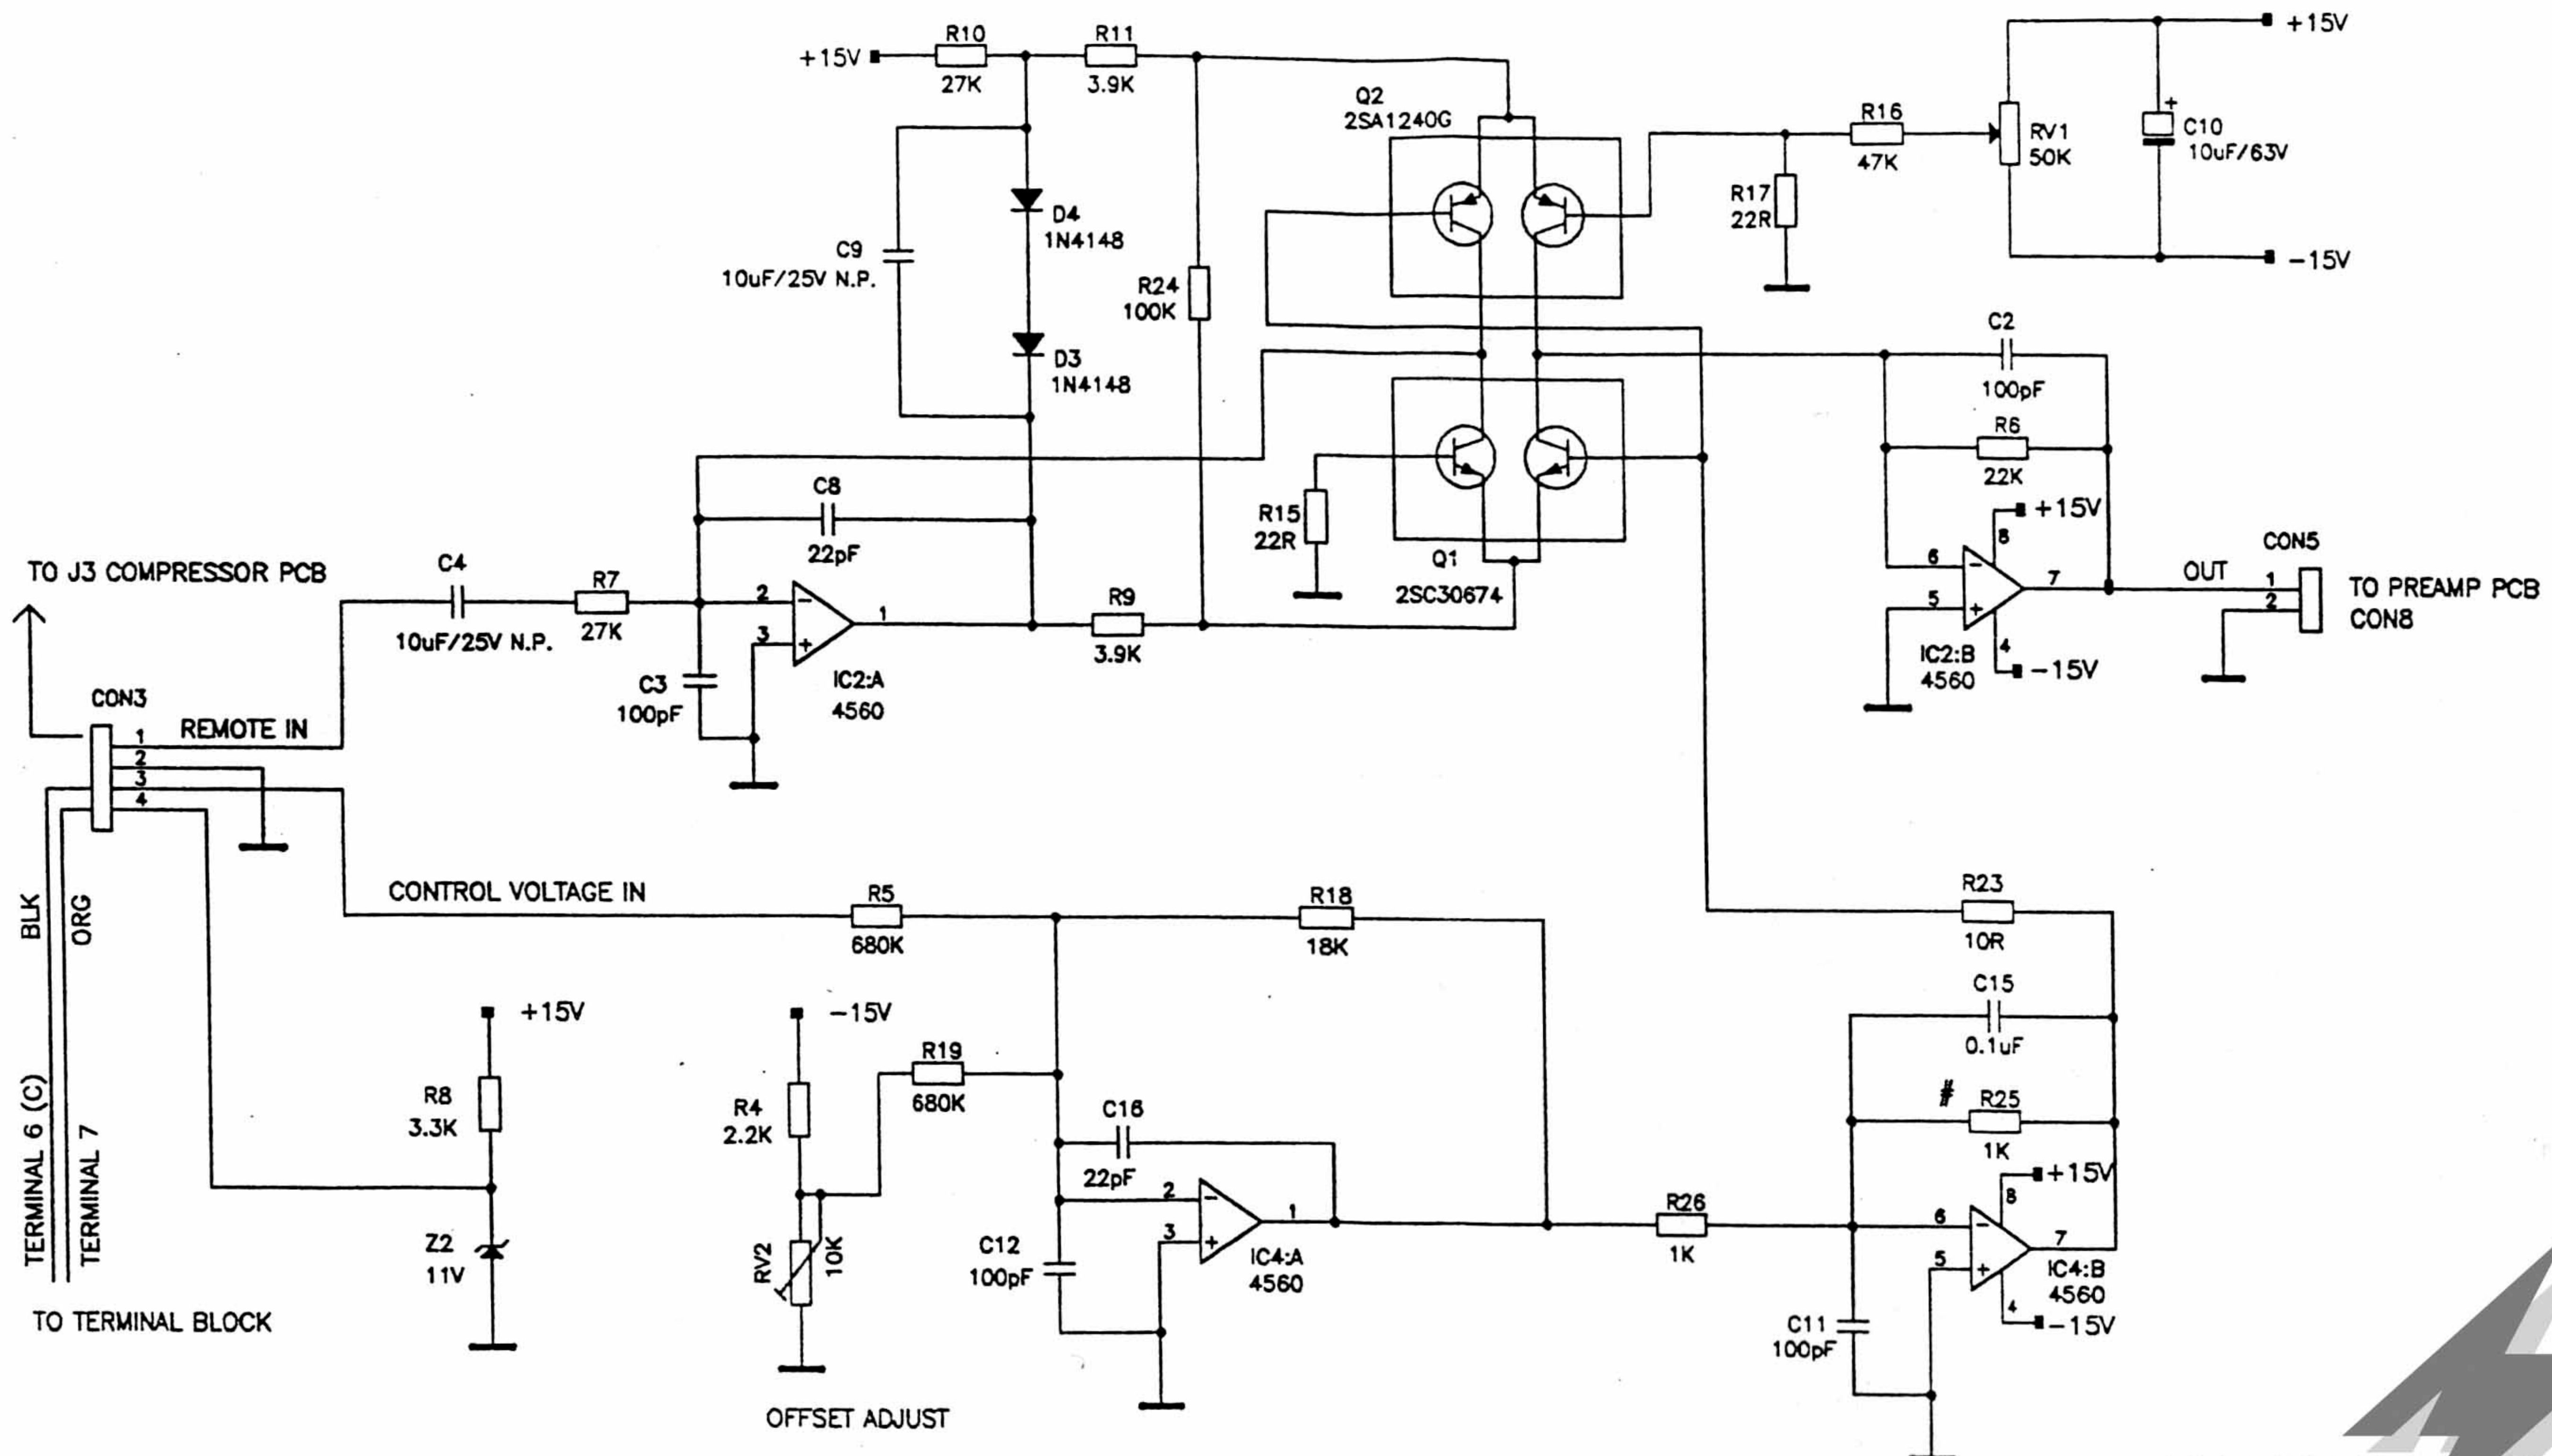 R10
27K
+15V
R11
3.9K
+15V
Q2
2SA1240G
R16
47K
RV1
50K
+
C10
10uF/63V
R17
22R
-15V
D4
1N4148
C9
10uF/25V N.P.
R24
100K
D3
1N4148
C2
100pF
R6
22K
C8
22pF
R15
22R
Q1
2SC30674
+15V
8
6
5
7
4
IC2:B
4560
-15V
OUT
CON5
1
2
TO PREAMP PCB
CON8
TO J3 COMPRESSOR PCB
C4
10uF/25V N.P.
R7
27K
2
3
1
IC2:A
4560
R9
3.9K
C3
100pF
CON3
1
2
3
4
REMOTE IN
CONTROL VOLTAGE IN
R5
680K
R18
18K
R23
10R
BLK
ORG
TERMINAL 6 (C)
TERMINAL 7
TO TERMINAL BLOCK
+15V
R8
3.3K
Z2
11V
-15V
R4
2.2K
RV2
10K
OFFSET ADJUST
R19
680K
C16
22pF
2
3
1
IC4:A
4560
C12
100pF
R26
1K
C15
0.1uF
#
R25
1K
+15V
8
6
5
7
4
IC4:B
4560
-15V
C11
100pF